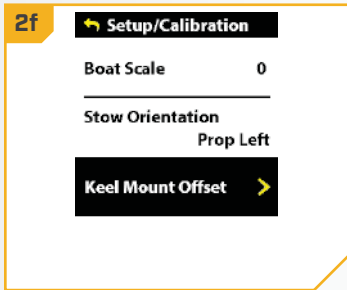 2f
Setup/Calibration
Boat Scale 0
Stow Orientation
Prop Left
Keel Mount Offset